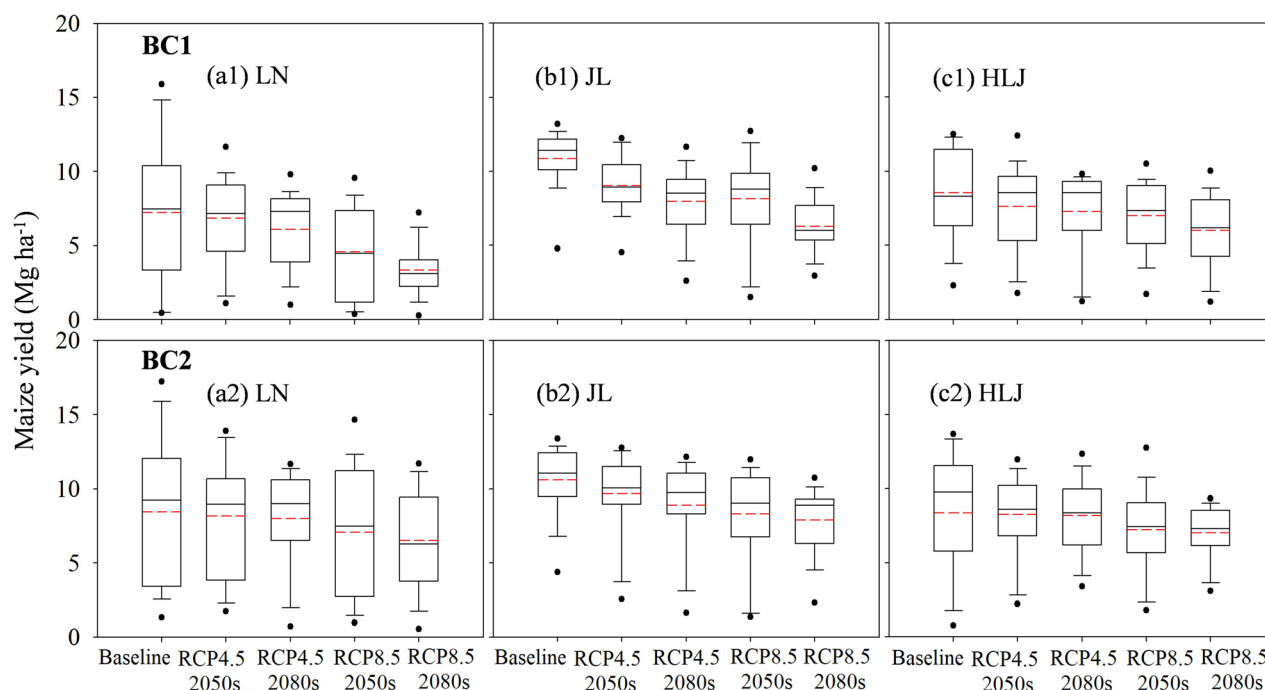 Maize yield (Mg ha⁻¹)
20
15
10
5
0
BC1
(a1) LN
(b1) JL
(c1) HLJ
20
15
10
5
0
BC2
(a2) LN
(b2) JL
(c2) HLJ
Baseline RCP4.5 RCP4.5 RCP8.5 RCP8.5
2050s 2080s 2050s 2080s
Baseline RCP4.5 RCP4.5 RCP8.5 RCP8.5
2050s 2080s 2050s 2080s
Baseline RCP4.5 RCP4.5 RCP8.5 RCP8.5
2050s 2080s 2050s 2080s